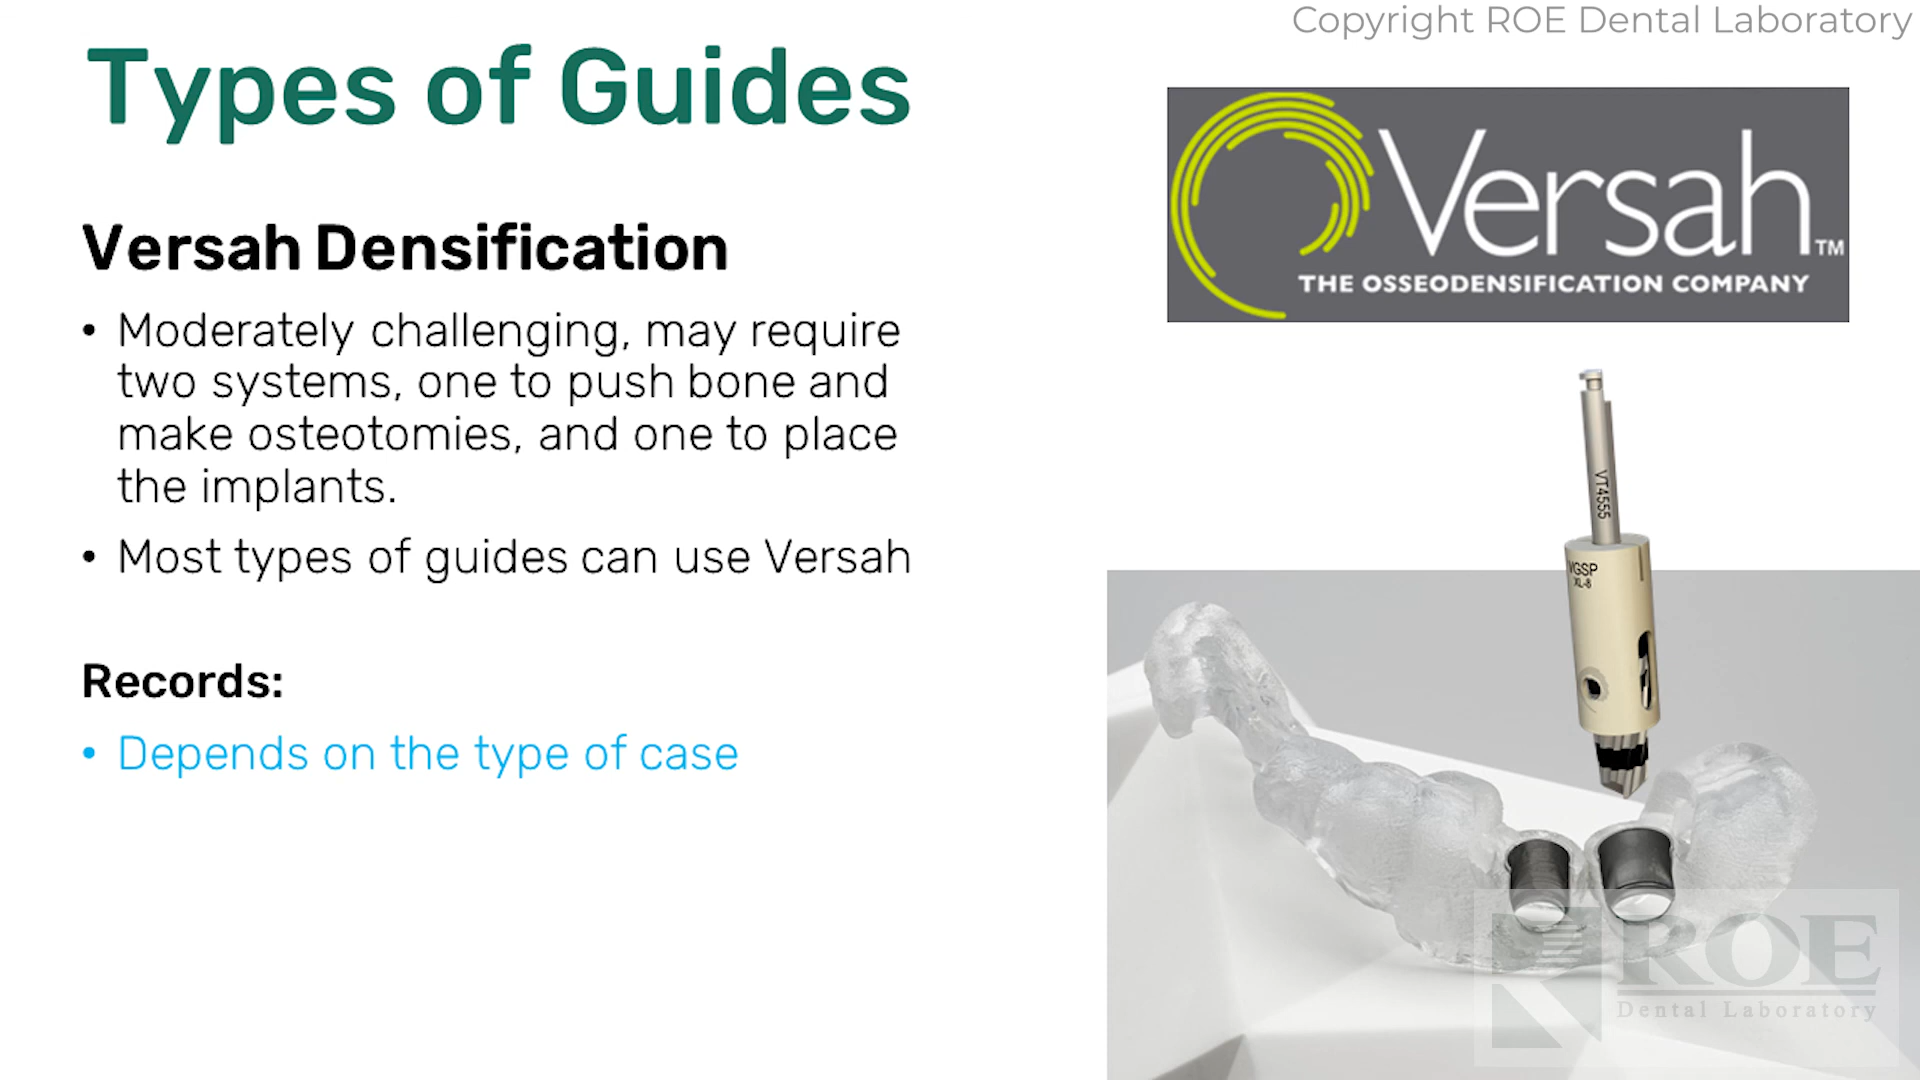 Copyright ROE Dental Laboratory
Types of Guides
Versah™
THE OSSEODENSIFICATION COMPANY
Versah Densification
• Moderately challenging, may require
two systems, one to push bone and
make osteotomies, and one to place
the implants.
• Most types of guides can use Versah
Records:
• Depends on the type of case
VT4555
VGSP
XL-8
ROE
Dental Laboratory